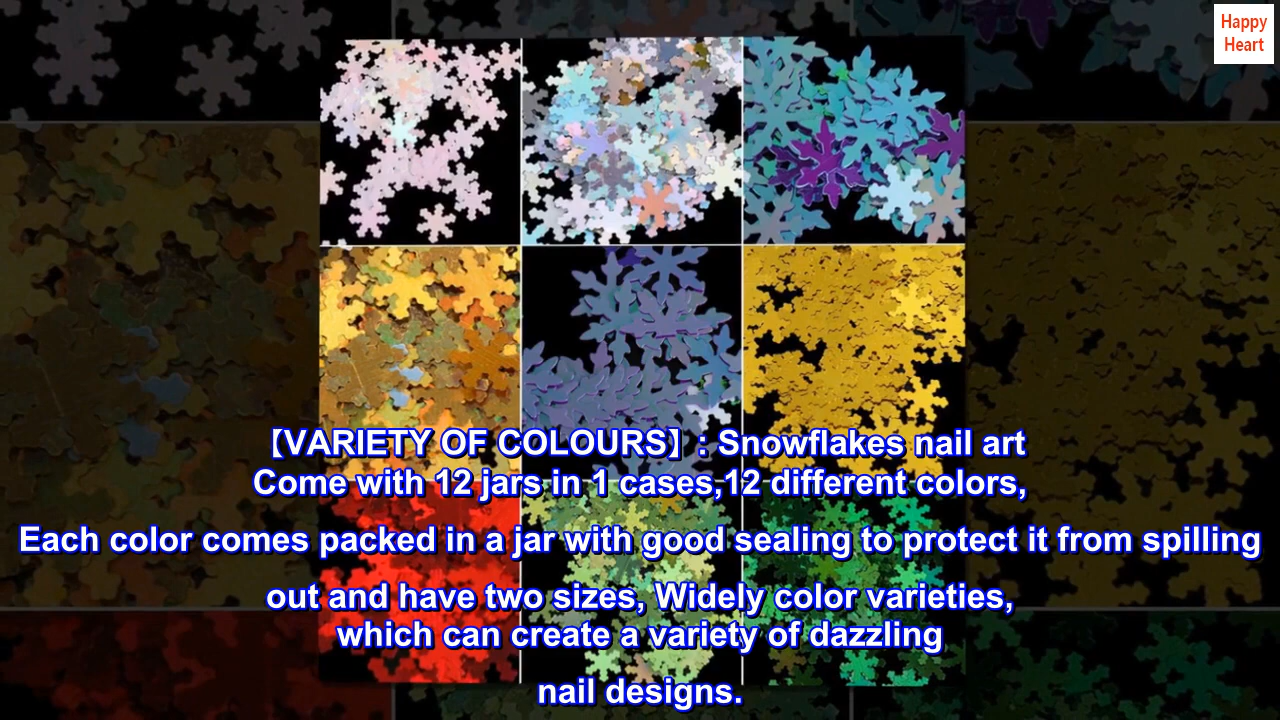 Happy
Heart
【VARIETY OF COLOURS】: Snowflakes nail art
Come with 12 jars in 1 cases,12 different colors,
Each color comes packed in a jar with good sealing to protect it from spilling
out and have two sizes, Widely color varieties,
which can create a variety of dazzling
nail designs.